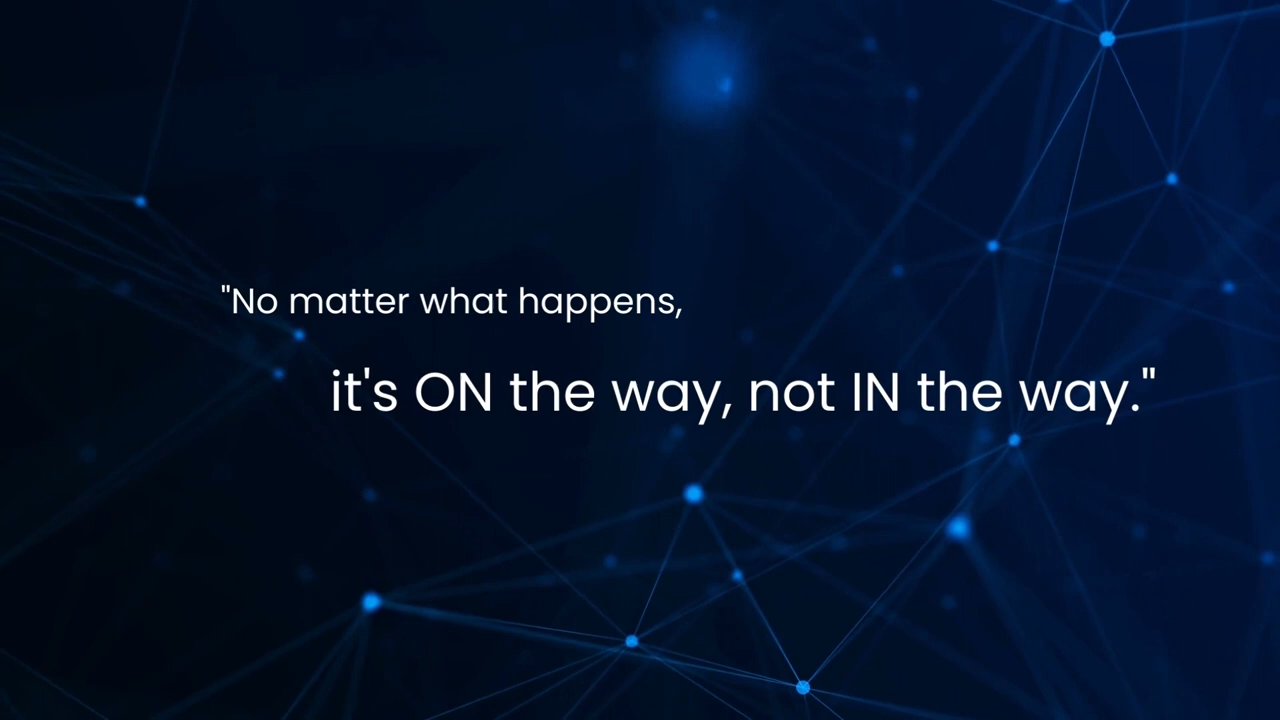 "No matter what happens,
it's ON the way, not IN the way."